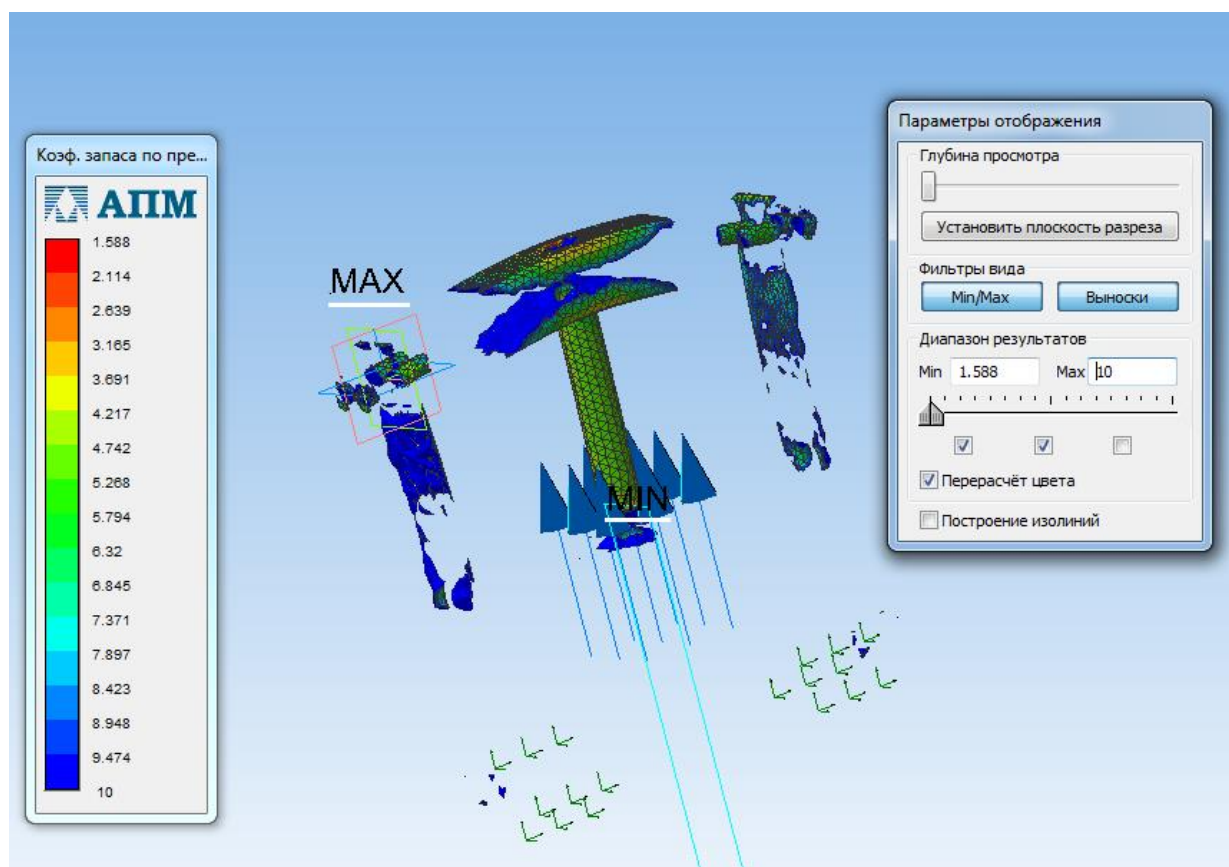 Коэф. запаса по пре...
АПМ
1.588
2.114
2.639
3.165
3.691
4.217
4.742
5.268
5.794
6.32
6.845
7.371
7.897
8.423
8.948
9.474
10
MAX
MIN
Параметры отображения
Глубина просмотра
Установить плоскость разреза
Фильтры вида
Min/Max Выноски
Диапазон результатов
Min 1.588 Max 10
Перерасчёт цвета
Построение изолиний